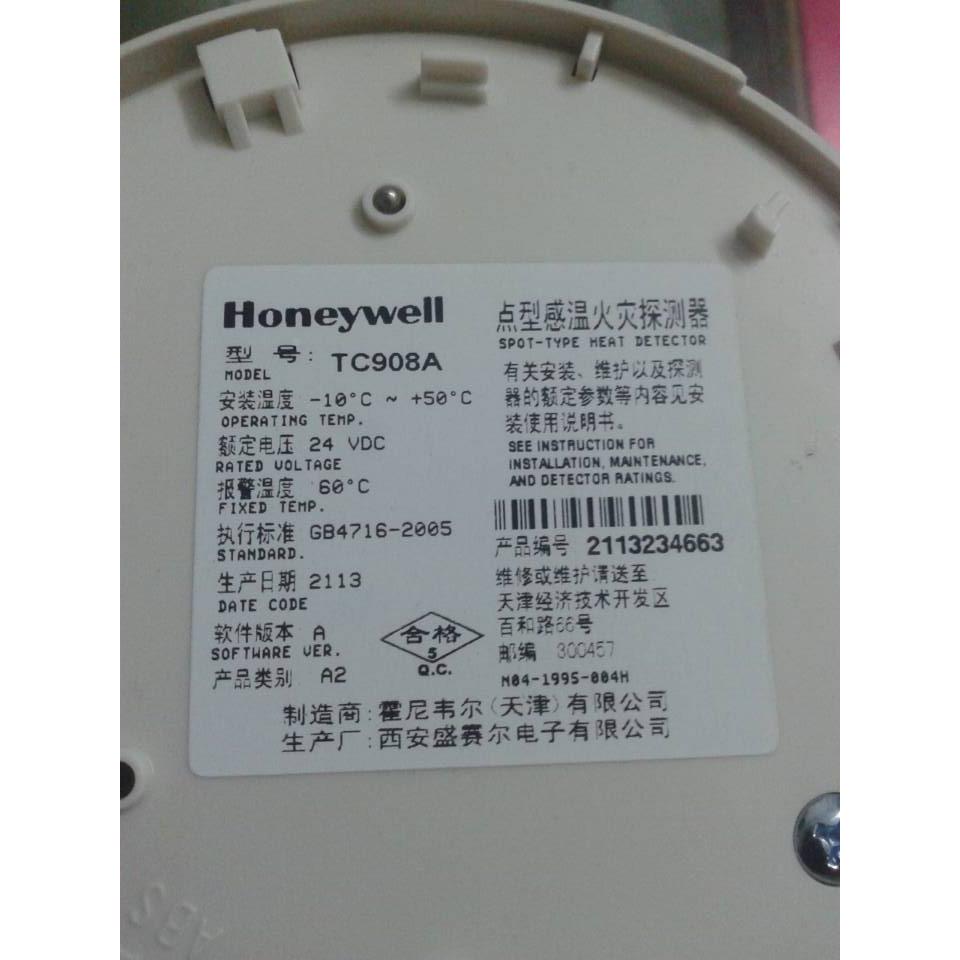 Honeywell
型 号: TC908A
MODEL
安装温度 -10°C ~ +50°C
OPERATING TEMP.
额定电压 24 VDC
RATED VOLTAGE
报警温度 60°C
FIXED TEMP.
执行标准 GB4716-2005
STANDARD.
生产日期 2113
DATE CODE
软件版本 A
SOFTWARE VER.
产品类别 A2
合格
5
Q.C.
点型感温火灾探测器
SPOT-TYPE HEAT DETECTOR
有关安装、维护以及探测
器的额定参数等内容见安
装使用说明书。
SEE INSTRUCTION FOR
INSTALLATION, MAINTENANCE,
AND DETECTOR RATINGS.
产品编号 2113234663
维修或维护请送至
天津经济技术开发区
百和路66号
邮编 300457
N04-1995-004H
制造商:霍尼韦尔(天津)有限公司
生产厂:西安盛赛尔电子有限公司
ABS